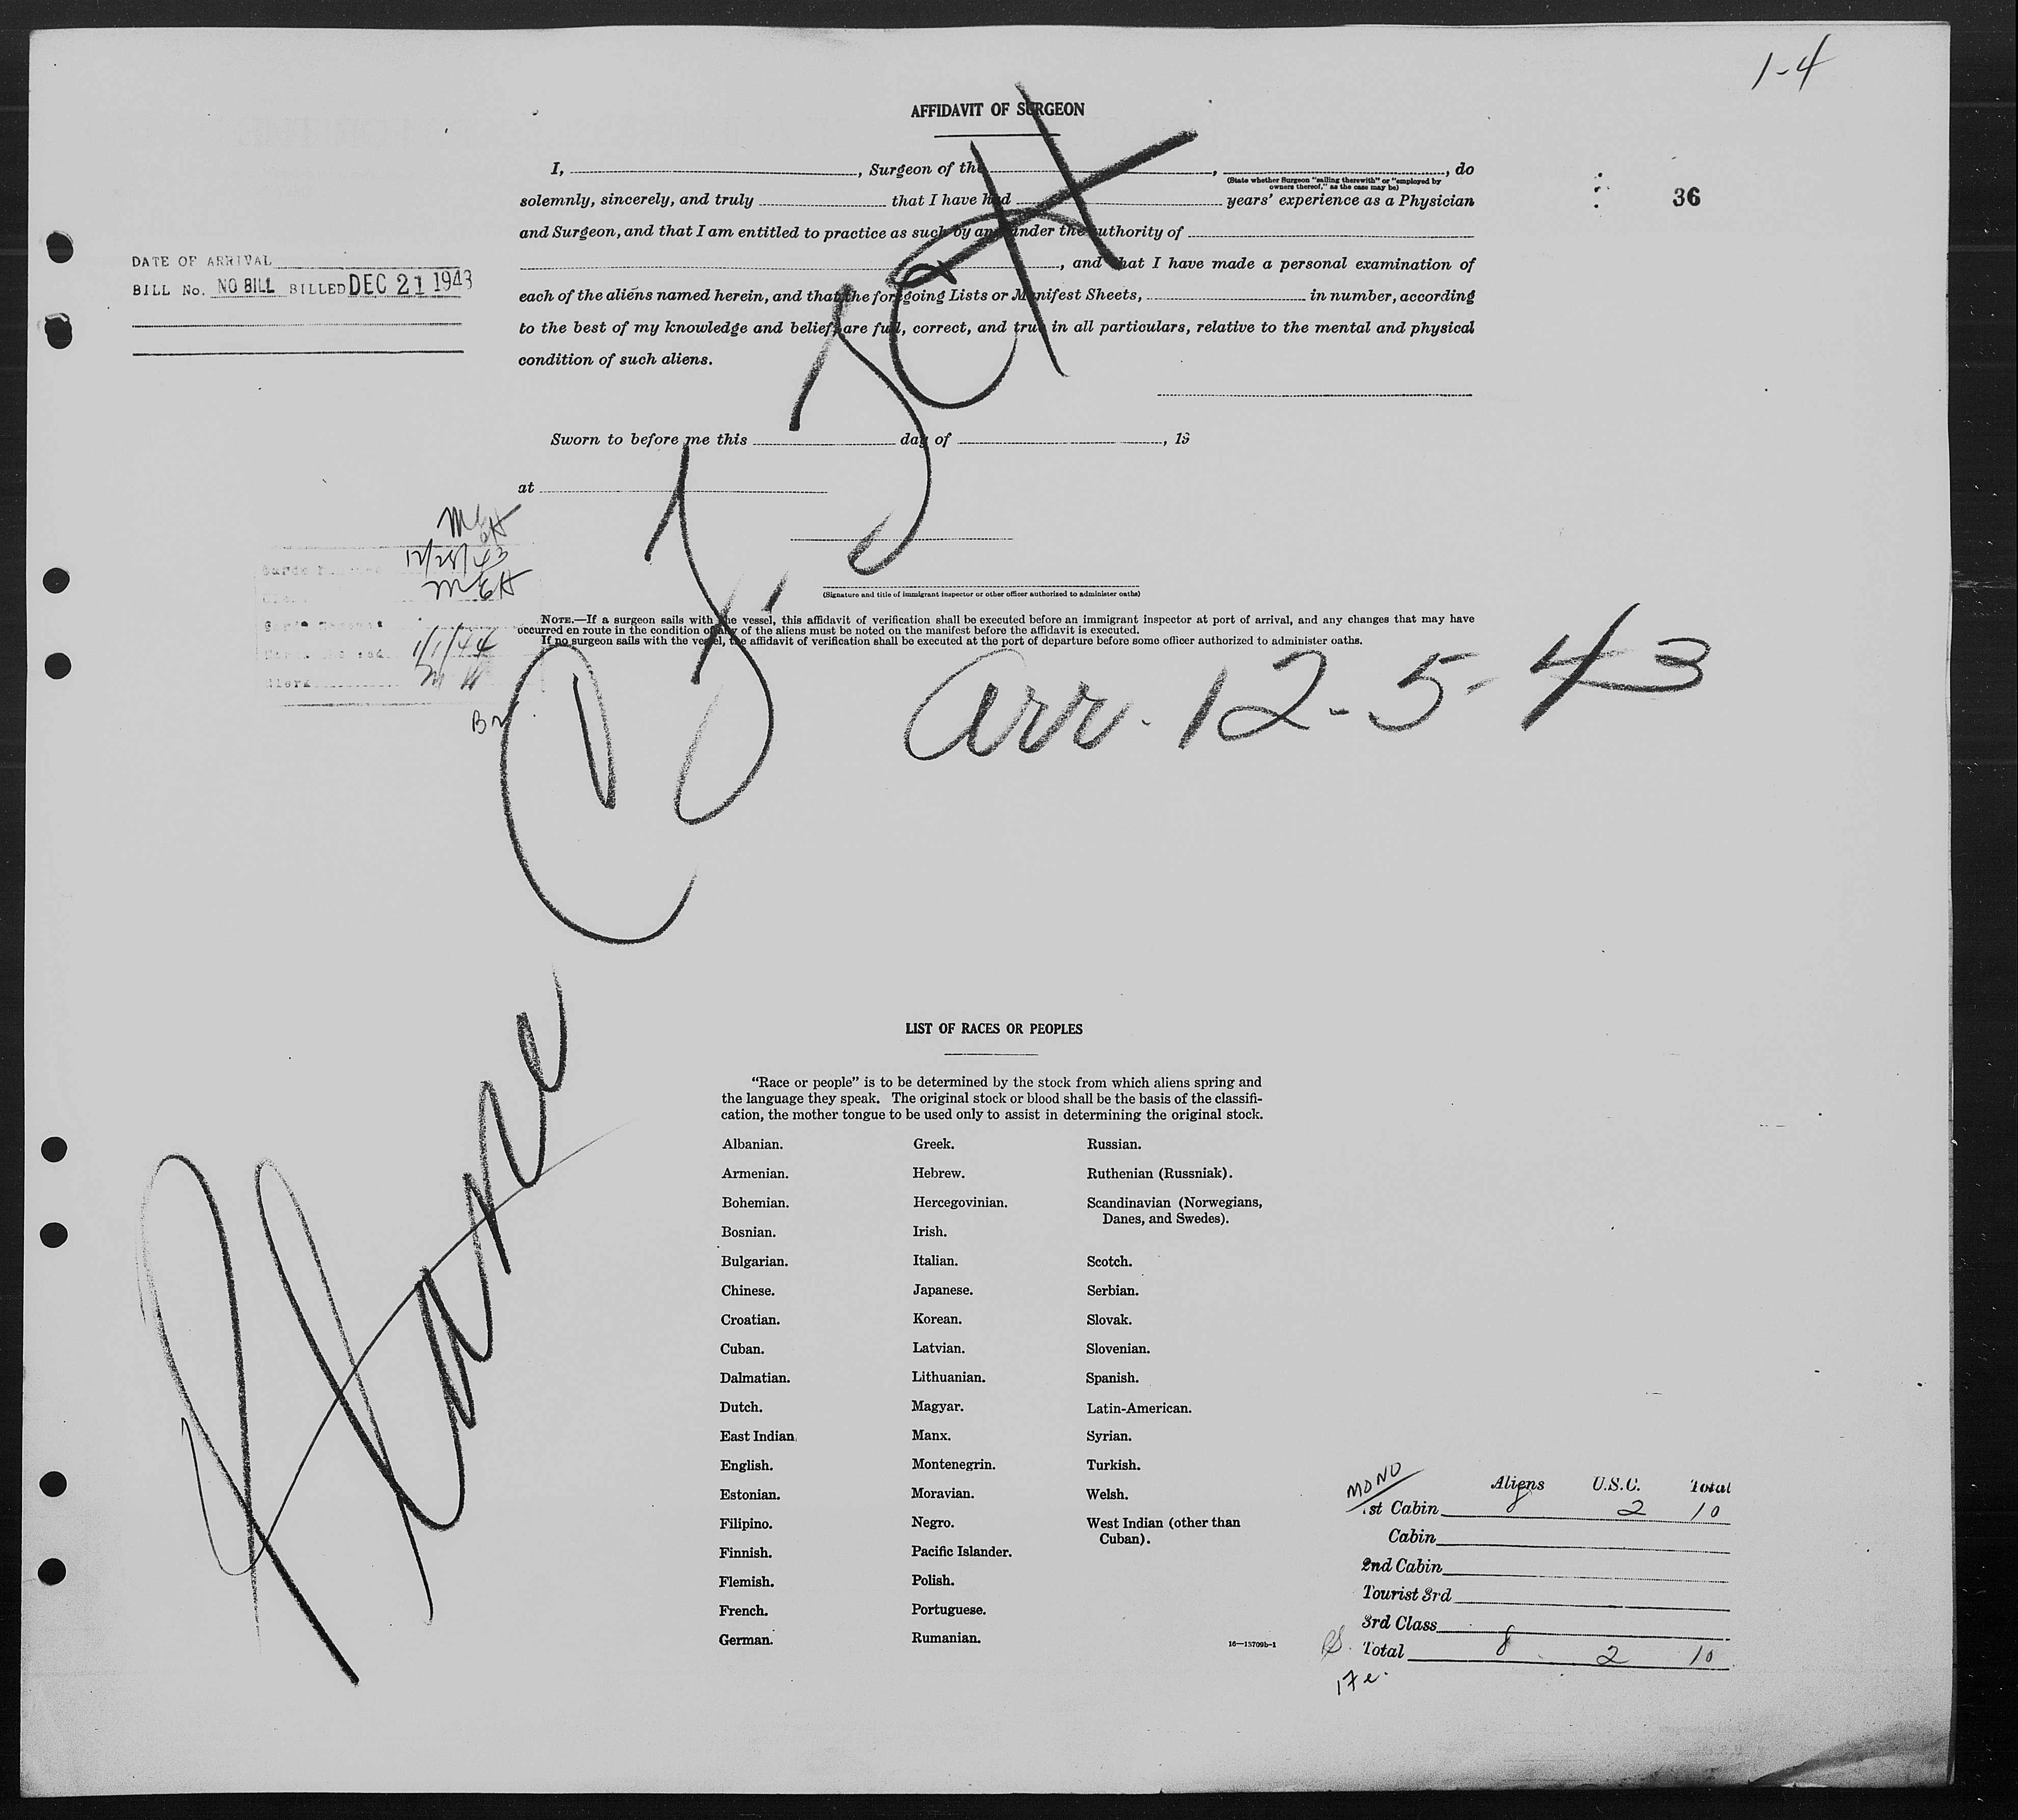 1-4
AFFIDAVIT OF SURGEON
I, , Surgeon of the , , do
(State whether Surgeon "sailing therewith" or "employed by
owners thereof," as the case may be)
solemnly, sincerely, and truly that I have had years' experience as a Physician
36
and Surgeon, and that I am entitled to practice as such by and under the authority of
, and that I have made a personal examination of
DATE OF ARRIVAL
BILL No. NO BILL BILLED DEC 21 1943
each of the aliens named herein, and that the foregoing Lists or Manifest Sheets, in number, according
to the best of my knowledge and belief, are full, correct, and true in all particulars, relative to the mental and physical
condition of such aliens.
Sworn to before me this day of , 19
at
MEH
MEH
1/1/44
Clerk
(Signature and title of immigrant inspector or other officer authorized to administer oaths)
NOTE.—If a surgeon sails with the vessel, this affidavit of verification shall be executed before an immigrant inspector at port of arrival, and any changes that may have
occurred en route in the condition of any of the aliens must be noted on the manifest before the affidavit is executed.
If no surgeon sails with the vessel, the affidavit of verification shall be executed at the port of departure before some officer authorized to administer oaths.
Plane
arr. 12-5-43
LIST OF RACES OR PEOPLES
"Race or people" is to be determined by the stock from which aliens spring and
the language they speak. The original stock or blood shall be the basis of the classifi-
cation, the mother tongue to be used only to assist in determining the original stock.
Albanian. Greek. Russian.
Armenian. Hebrew. Ruthenian (Russniak).
Bohemian. Hercegovinian. Scandinavian (Norwegians,
Danes, and Swedes).
Bosnian. Irish.
Bulgarian. Italian. Scotch.
Chinese. Japanese. Serbian.
Croatian. Korean. Slovak.
Cuban. Latvian. Slovenian.
Dalmatian. Lithuanian. Spanish.
Dutch. Magyar. Latin-American.
East Indian. Manx. Syrian.
English. Montenegrin. Turkish.
Estonian. Moravian. Welsh.
Filipino. Negro. West Indian (other than
Cuban).
Finnish. Pacific Islander.
Flemish. Polish.
French. Portuguese.
German. Rumanian.
16—13709b-1
MONO
Aliens U.S.C. Total
1st Cabin 8 2 10
Cabin
2nd Cabin
Tourist 3rd
3rd Class
Total 8 2 10